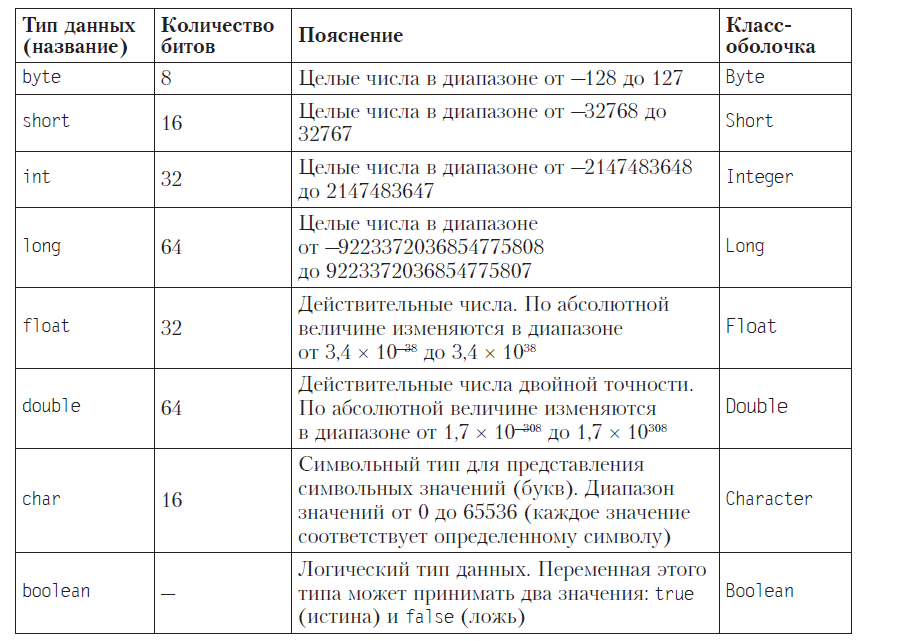 Тип данных (название)
Количество битов
Пояснение
Класс-оболочка
byte
8
Целые числа в диапазоне от –128 до 127
Byte
short
16
Целые числа в диапазоне от –32768 до
32767
Short
int
32
Целые числа в диапазоне от –2147483648
до 2147483647
Integer
long
64
Целые числа в диапазоне
от –9223372036854775808
до 9223372036854775807
Long
float
32
Действительные числа. По абсолютной
величине изменяются в диапазоне
от 3,4 × 10⁻³⁸ до 3,4 × 10³⁸
Float
double
64
Действительные числа двойной точности.
По абсолютной величине изменяются
в диапазоне от 1,7 × 10⁻³⁰⁸ до 1,7 × 10³⁰⁸
Double
char
16
Символьный тип для представления
символьных значений (букв). Диапазон
значений от 0 до 65536 (каждое значение
соответствует определенному символу)
Character
boolean
—
Логический тип данных. Переменная этого
типа может принимать два значения: true
(истина) и false (ложь)
Boolean